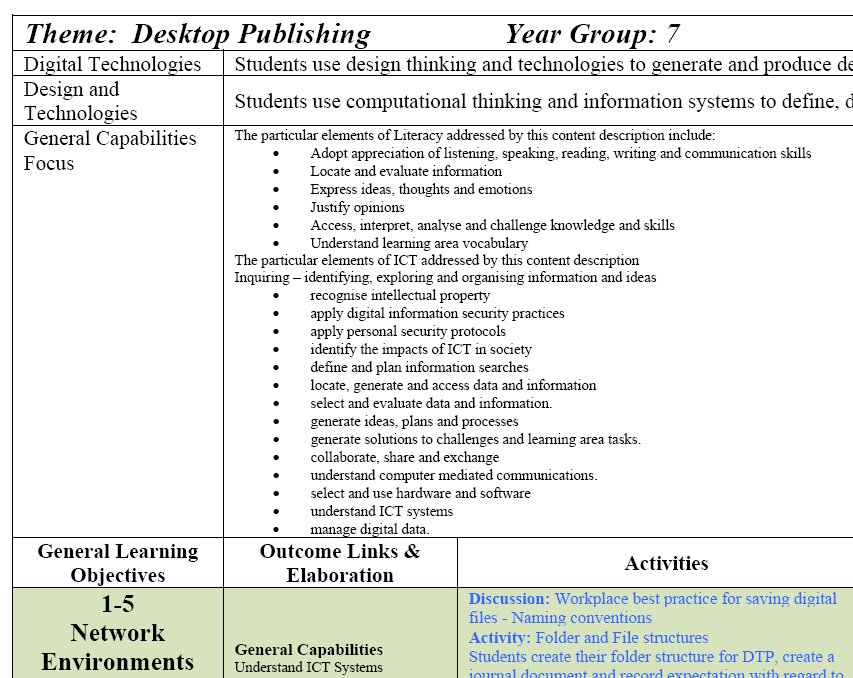 Theme: Desktop Publishing Year Group: 7
Digital Technologies
Students use design thinking and technologies to generate and produce
Design and
Technologies
Students use computational thinking and information systems to define,
General Capabilities
Focus
The particular elements of Literacy addressed by this content description include:
• Adopt appreciation of listening, speaking, reading, writing and communication skills
• Locate and evaluate information
• Express ideas, thoughts and emotions
• Justify opinions
• Access, interpret, analyse and challenge knowledge and skills
• Understand learning area vocabulary
The particular elements of ICT addressed by this content description
Inquiring – identifying, exploring and organising information and ideas
• recognise intellectual property
• apply digital information security practices
• apply personal security protocols
• identify the impacts of ICT in society
• define and plan information searches
• locate, generate and access data and information
• select and evaluate data and information.
• generate ideas, plans and processes
• generate solutions to challenges and learning area tasks.
• collaborate, share and exchange
• understand computer mediated communications.
• select and use hardware and software
• understand ICT systems
• manage digital data.
General Learning
Objectives
Outcome Links &
Elaboration
Activities
1-5
Network
Environments
General Capabilities
Understand ICT Systems
Discussion: Workplace best practice for saving digital
files - Naming conventions
Activity: Folder and File structures
Students create their folder structure for DTP, create a
journal document and record expectation with regard to